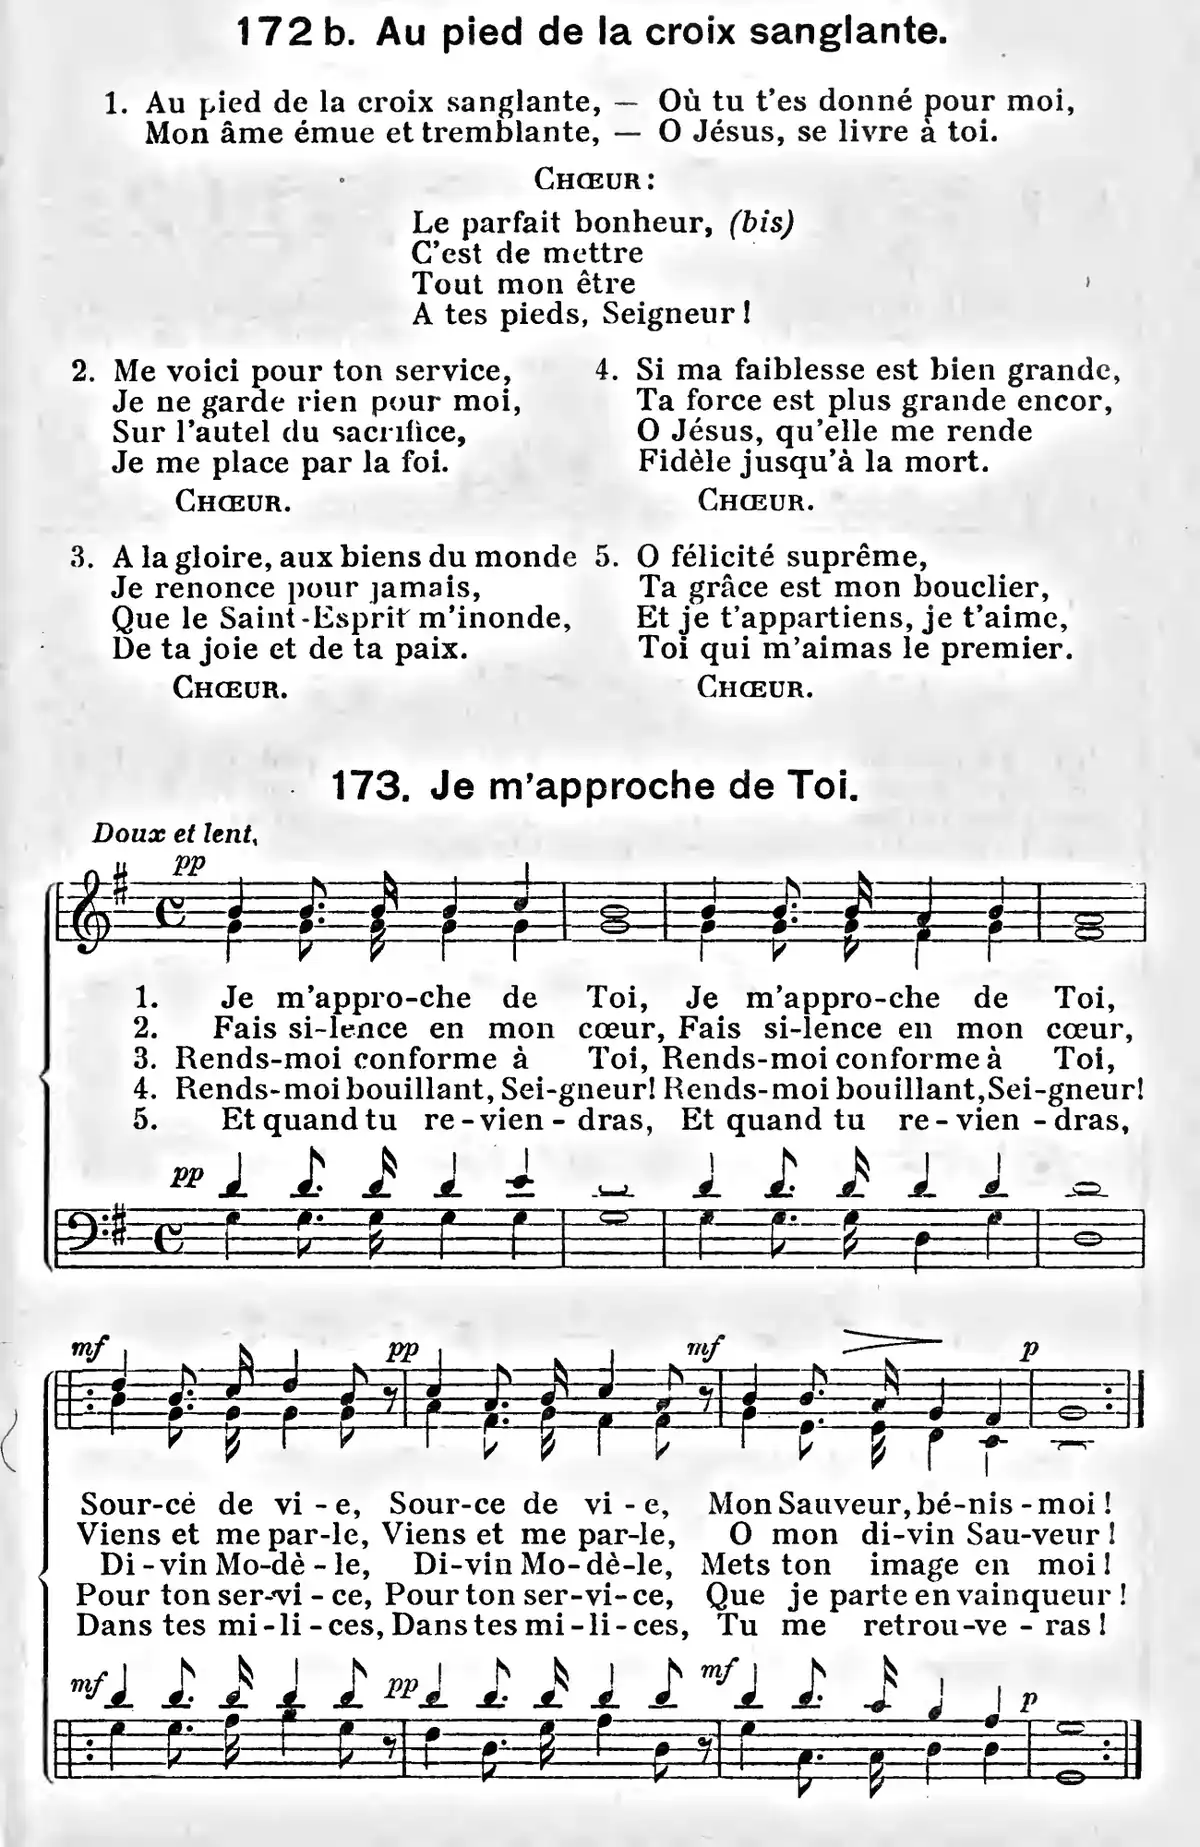 172 b. Au pied de la croix sanglante.
1. Au pied de la croix sanglante, — Où tu t'es donné pour moi,
Mon âme émue et tremblante, — O Jésus, se livre à toi.
CHŒUR :
Le parfait bonheur, (bis)
C'est de mettre
Tout mon être
A tes pieds, Seigneur !
2. Me voici pour ton service,
Je ne garde rien pour moi,
Sur l'autel du sacrifice,
Je me place par la foi.
CHŒUR.
3. A la gloire, aux biens du monde
Je renonce pour jamais,
Que le Saint-Esprit m'inonde,
De ta joie et de ta paix.
CHŒUR.
4. Si ma faiblesse est bien grande,
Ta force est plus grande encor,
O Jésus, qu'elle me rende
Fidèle jusqu'à la mort.
CHŒUR.
5. O félicité suprême,
Ta grâce est mon bouclier,
Et je t'appartiens, je t'aime,
Toi qui m'aimas le premier.
CHŒUR.
173. Je m'approche de Toi.
Doux et lent.
pp
1. Je m'appro-che de Toi, Je m'appro-che de Toi,
2. Fais si-lence en mon cœur, Fais si-lence en mon cœur,
3. Rends-moi conforme à Toi, Rends-moi conforme à Toi,
4. Rends-moi bouillant, Sei-gneur! Rends-moi bouillant, Sei-gneur!
5. Et quand tu re-vien-dras, Et quand tu re-vien-dras,
pp
mf pp mf p
Sour-ce de vi-e, Sour-ce de vi-e, Mon Sauveur, bé-nis-moi !
Viens et me par-le, Viens et me par-le, O mon di-vin Sau-veur !
Di-vin Mo-dè-le, Di-vin Mo-dè-le, Mets ton image en moi !
Pour ton ser-vi-ce, Pour ton ser-vi-ce, Que je parte en vainqueur !
Dans tes mi-li-ces, Dans tes mi-li-ces, Tu me retrou-ve-ras !
mf pp mf p